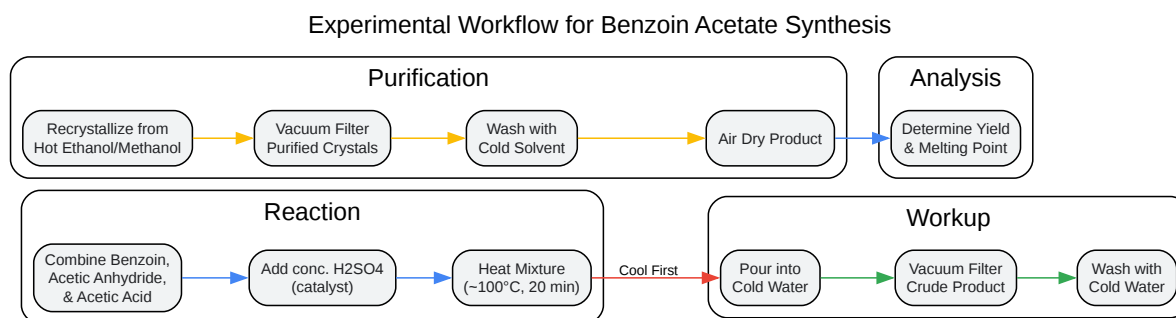 Experimental Workflow for Benzoin Acetate Synthesis
Purification
Recrystallize from
Hot Ethanol/Methanol
Vacuum Filter
Purified Crystals
Wash with
Cold Solvent
Air Dry Product
Analysis
Determine Yield
& Melting Point
Reaction
Combine Benzoin,
Acetic Anhydride,
& Acetic Acid
Add conc. H2SO4
(catalyst)
Heat Mixture
(~100°C, 20 min)
Cool First
Workup
Pour into
Cold Water
Vacuum Filter
Crude Product
Wash with
Cold Water